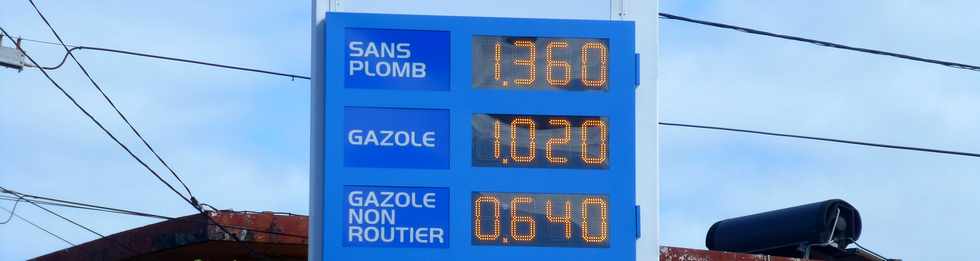 SANS
PLOMB
1.360
GAZOLE
1.020
GAZOLE
NON
ROUTIER
0.640